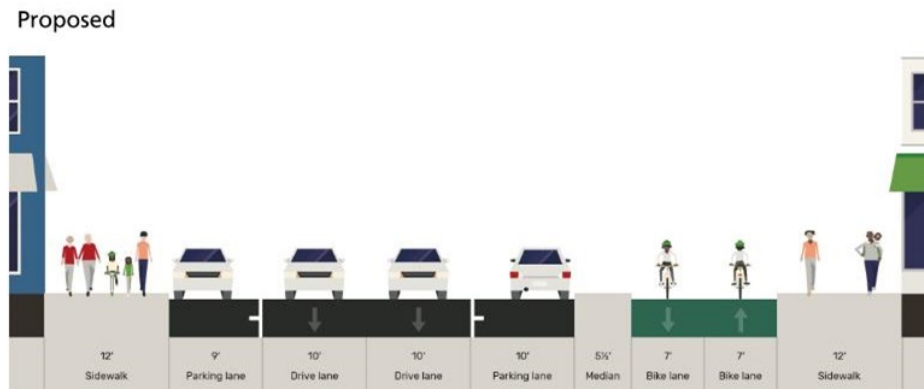 Proposed
12' 9' 10' 10' 10' 5½' 7' 7' 12'
Sidewalk Parking lane Drive lane Drive lane Parking lane Median Bike lane Bike lane Sidewalk